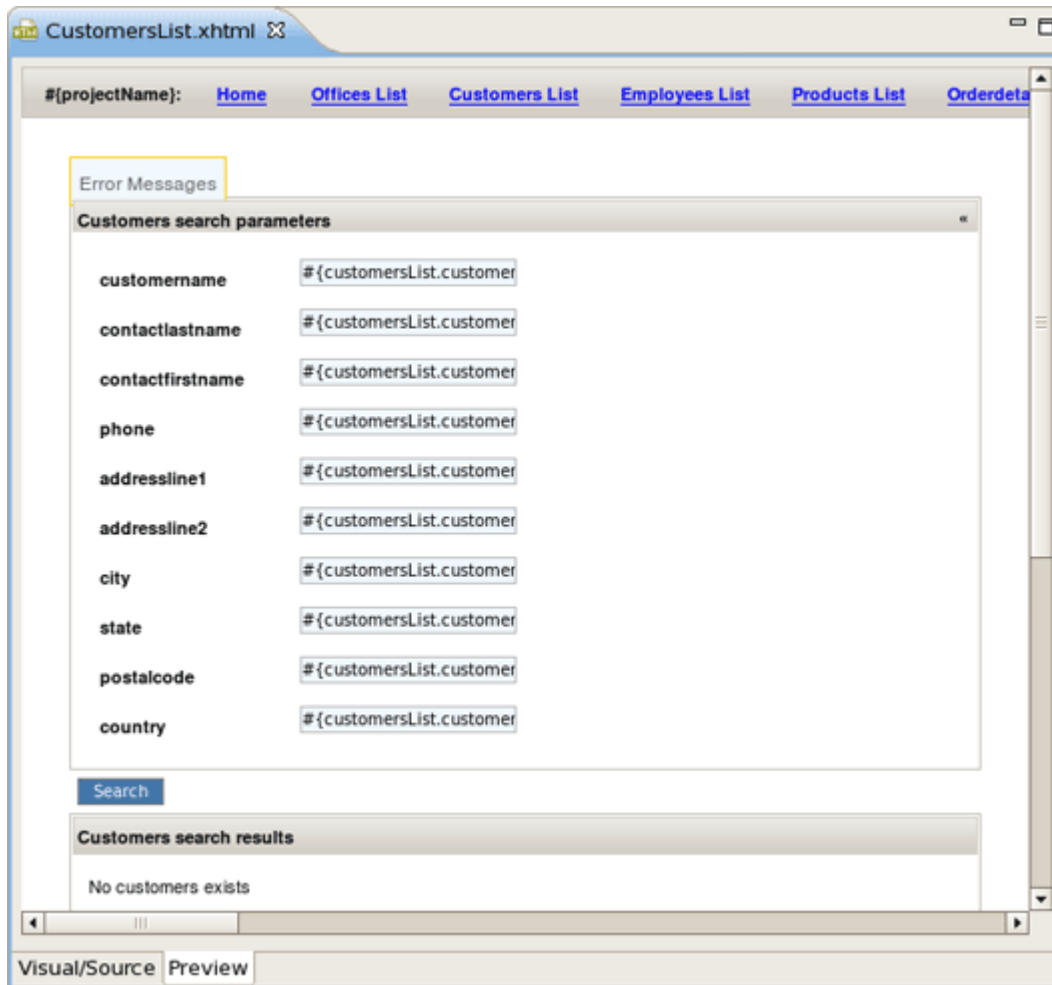 CustomersList.xhtml
#{projectName}: Home Offices List Customers List Employees List Products List Orderdeta
Error Messages
Customers search parameters «
customername #{customersList.customer
contactlastname #{customersList.customer
contactfirstname #{customersList.customer
phone #{customersList.customer
addressline1 #{customersList.customer
addressline2 #{customersList.customer
city #{customersList.customer
state #{customersList.customer
postalcode #{customersList.customer
country #{customersList.customer
Search
Customers search results
No customers exists
Visual/Source Preview